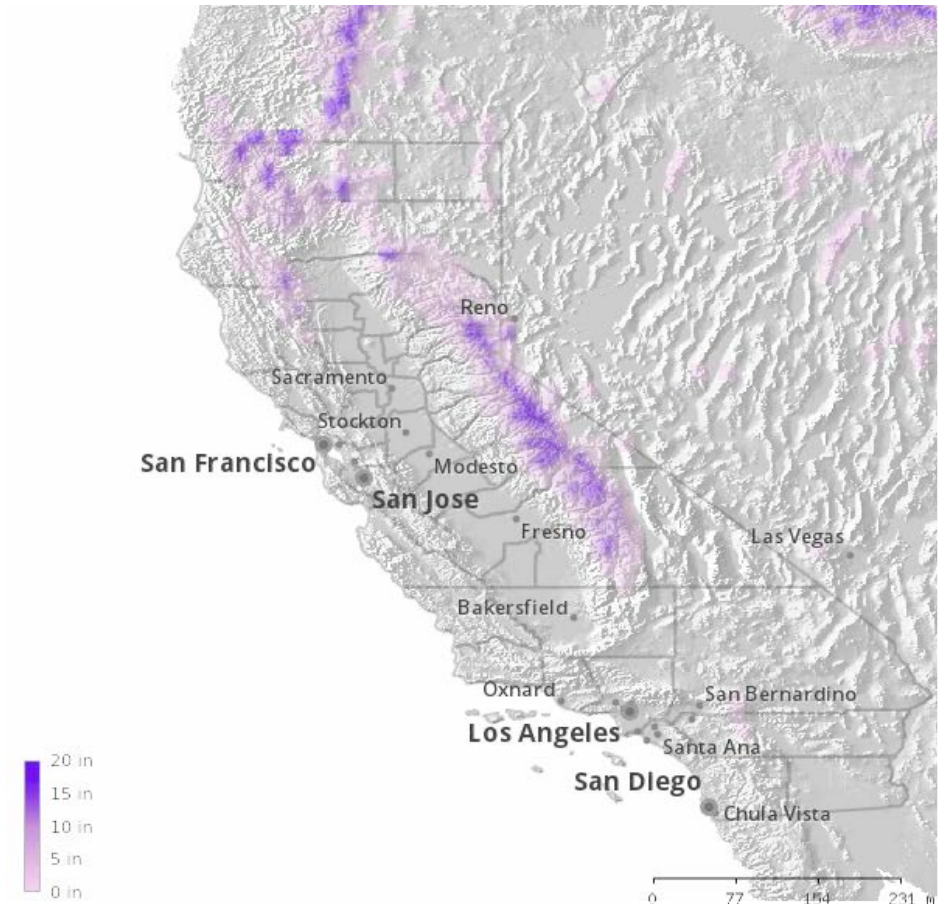 Reno
Sacramento
Stockton
San Francisco
Modesto
San Jose
Fresno
Las Vegas
Bakersfield
Oxnard
San Bernardino
Los Angeles
Santa Ana
San Diego
Chula Vista
20 in
15 in
10 in
5 in
0 in
0 77 154 231 m